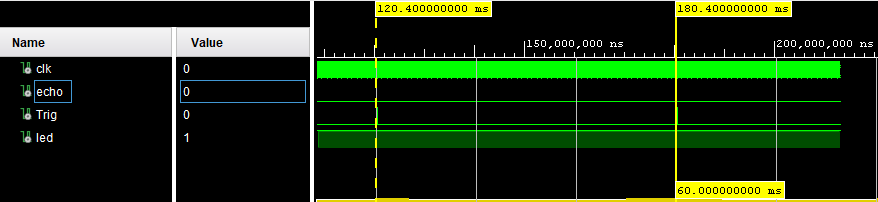 120.400000000 ms 180.400000000 ms
Name Value
150,000,000 ns 200,000,000 ns
clk 0
echo 0
Trig 0
led 1
60.000000000 ms